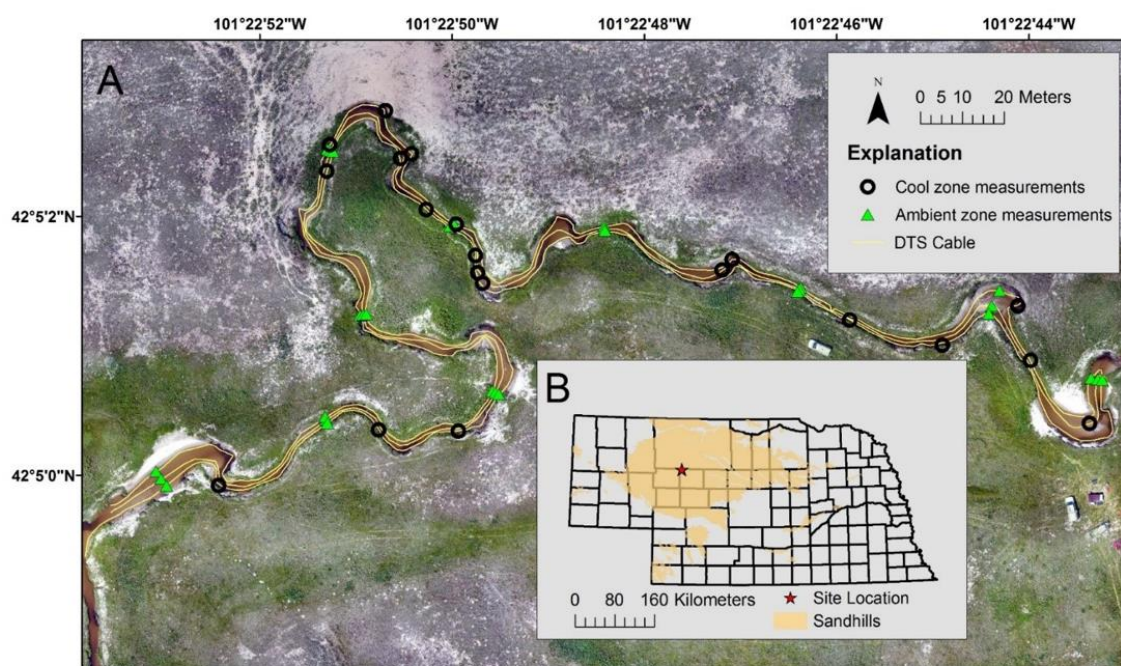 101°22'52"W 101°22'50"W 101°22'48"W 101°22'46"W 101°22'44"W
A
N
0 5 10 20 Meters
Explanation
Cool zone measurements
Ambient zone measurements
DTS Cable
42°5'2"N
42°5'0"N
B
0 80 160 Kilometers
Site Location
Sandhills